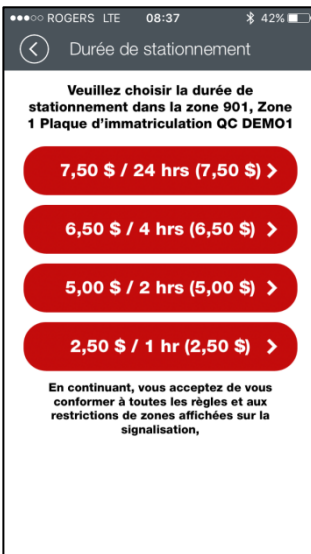 ROGERS LTE 08:37 42%
Durée de stationnement
Veuillez choisir la durée de
stationnement dans la zone 901, Zone
1 Plaque d'immatriculation QC DEMO1
7,50 $ / 24 hrs (7,50 $)
6,50 $ / 4 hrs (6,50 $)
5,00 $ / 2 hrs (5,00 $)
2,50 $ / 1 hr (2,50 $)
En continuant, vous acceptez de vous
conformer à toutes les règles et aux
restrictions de zones affichées sur la
signalisation,